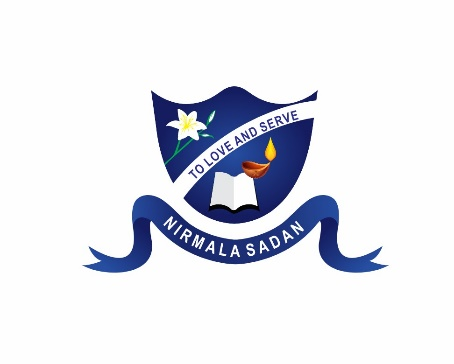 TO LOVE AND SERVE
NIRMALA SADAN